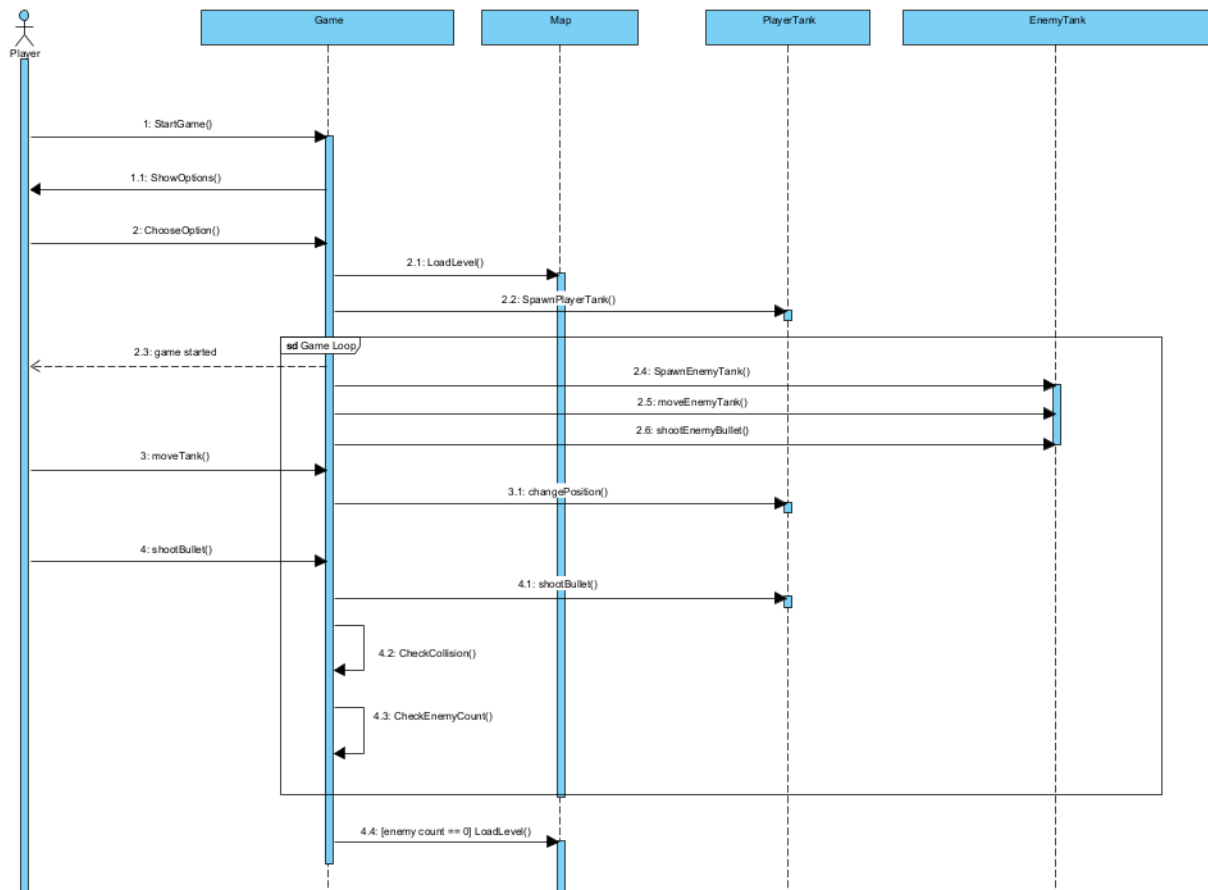 Game
Map
PlayerTank
EnemyTank
Player
1: StartGame()
1.1: ShowOptions()
2: ChooseOption()
2.1: LoadLevel()
2.2: SpawnPlayerTank()
sd Game Loop
2.3: game started
2.4: SpawnEnemyTank()
2.5: moveEnemyTank()
2.6: shootEnemyBullet()
3: moveTank()
3.1: changePosition()
4: shootBullet()
4.1: shootBullet()
4.2: CheckCollision()
4.3: CheckEnemyCount()
4.4: [enemy count == 0] LoadLevel()